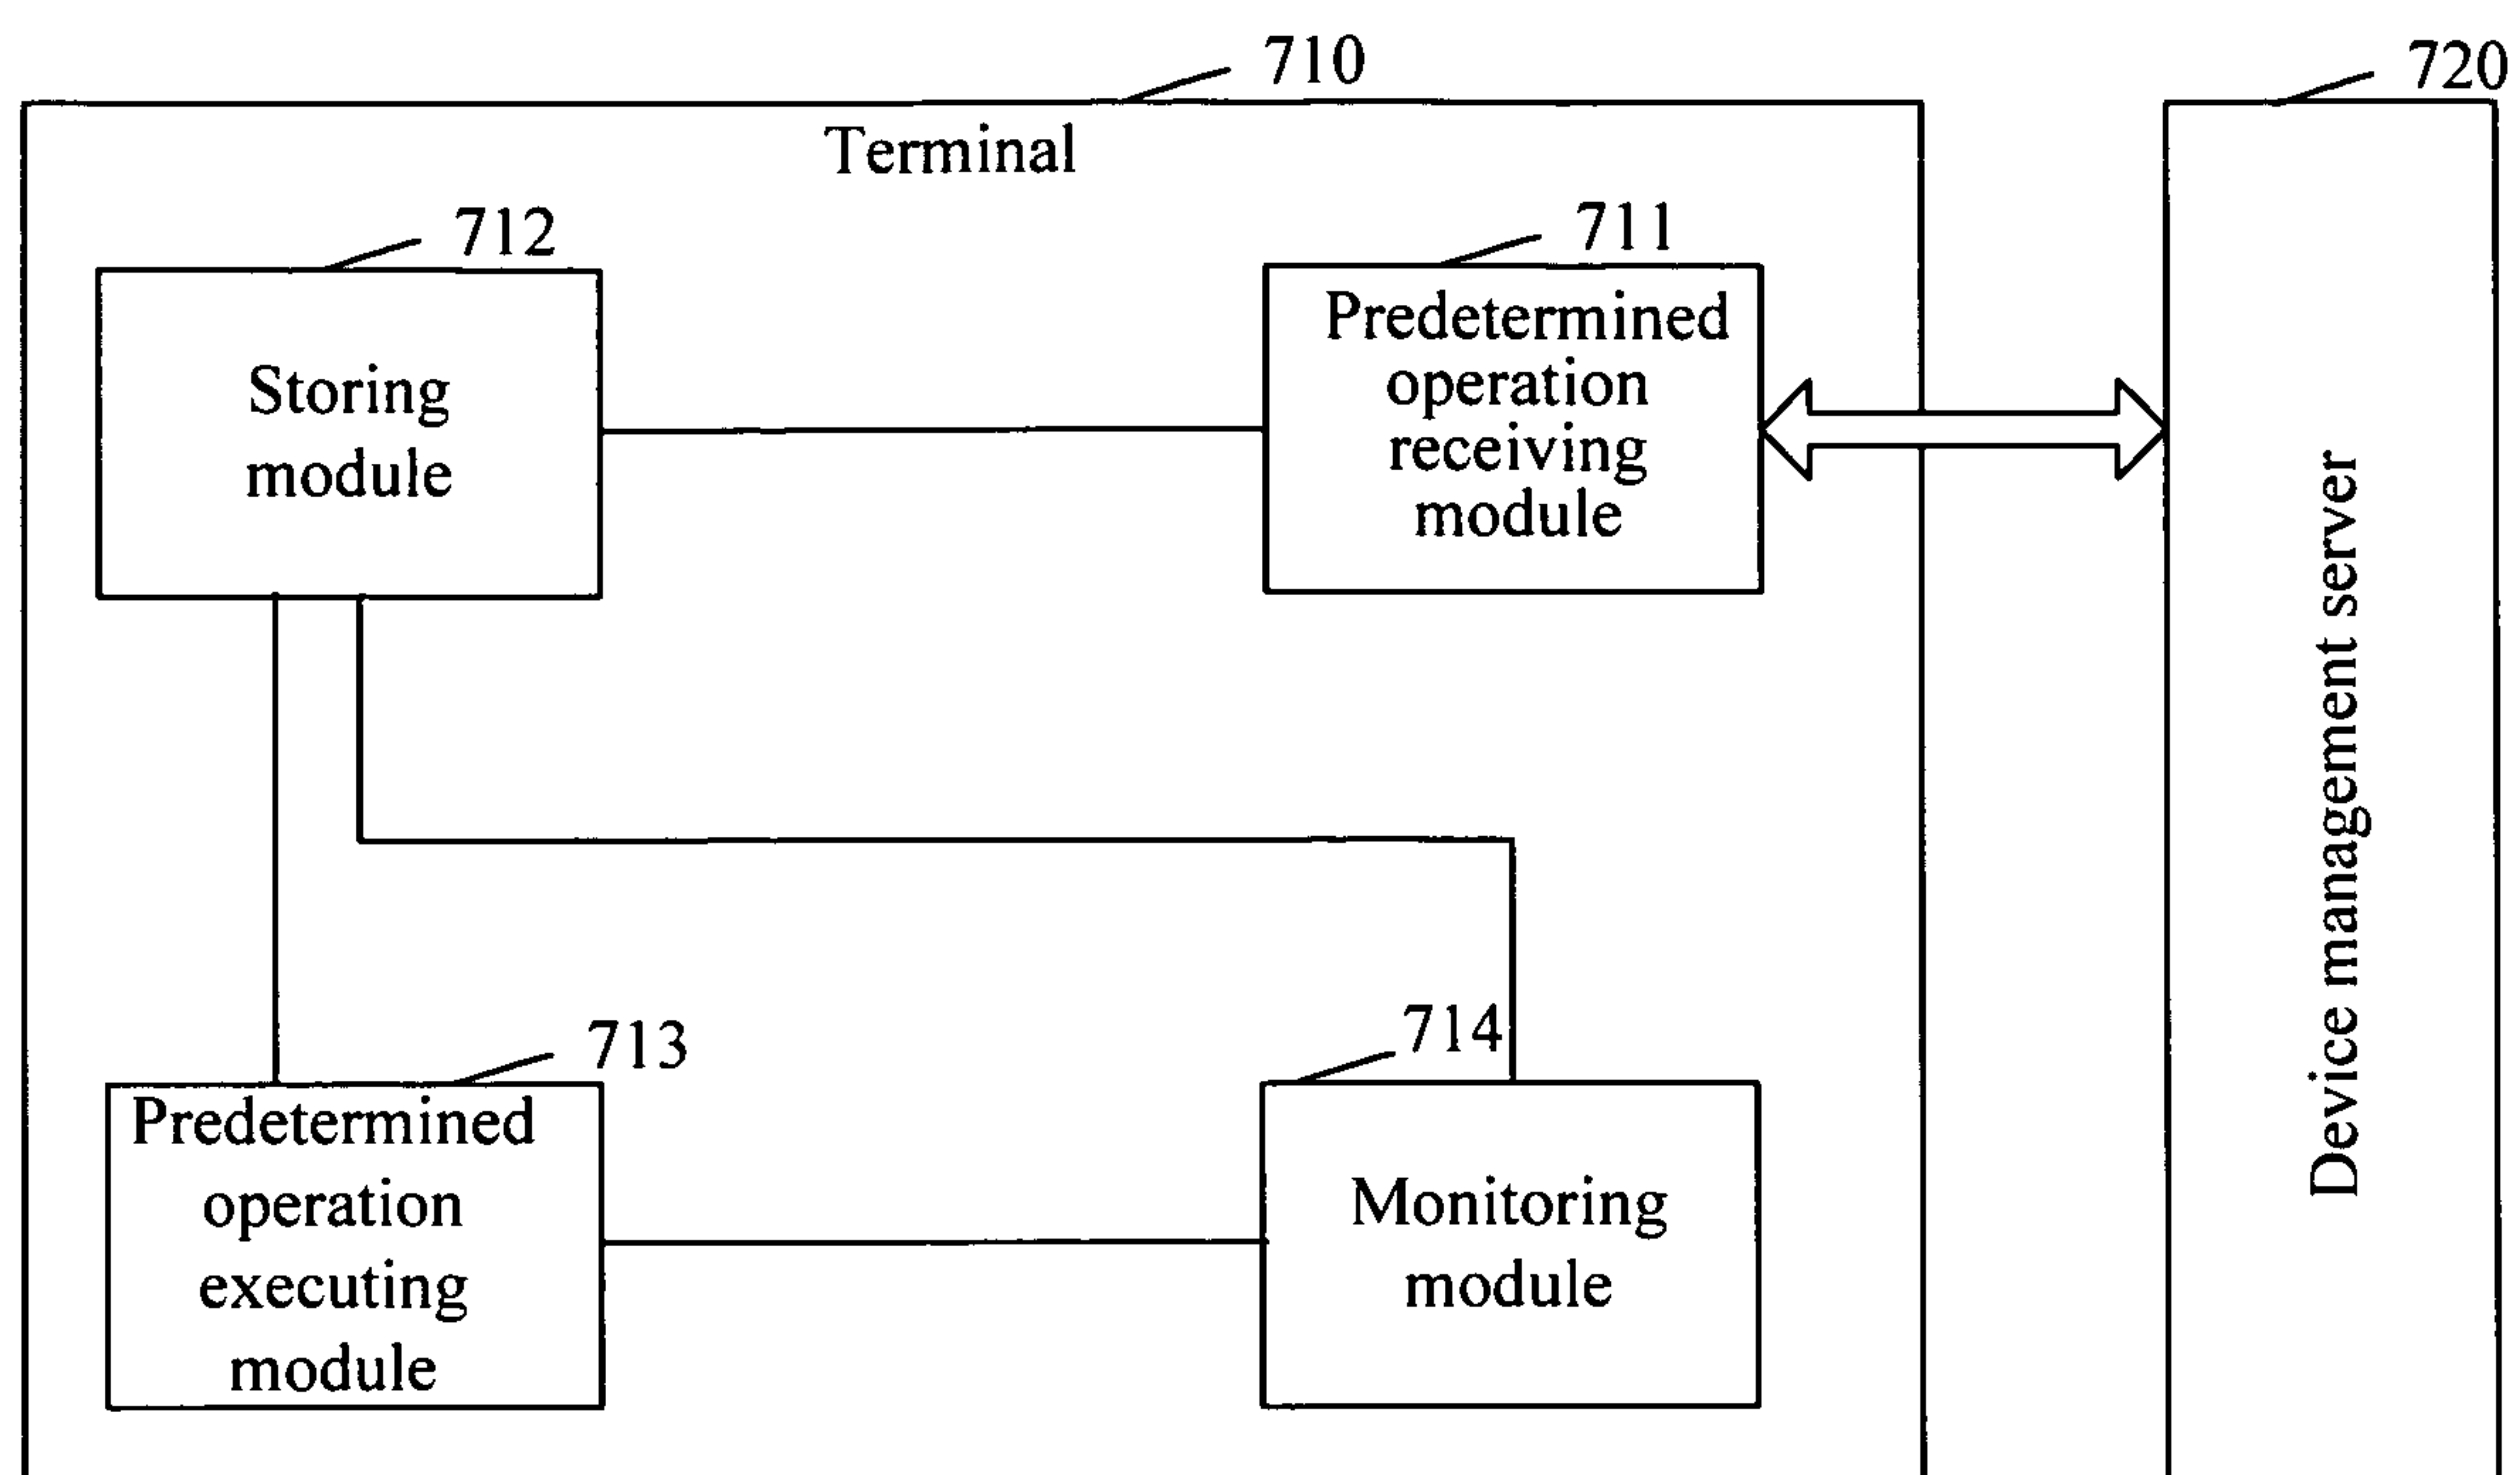 710
720
Terminal
712
711
Storing
module
Predetermined
operation
receiving
module
Device management server
713
714
Predetermined
operation
executing
module
Monitoring
module